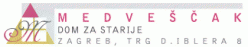 MEDVEŠČAK
DOM ZA STARIJE
ZAGREB, TRG D.IBLERA 8